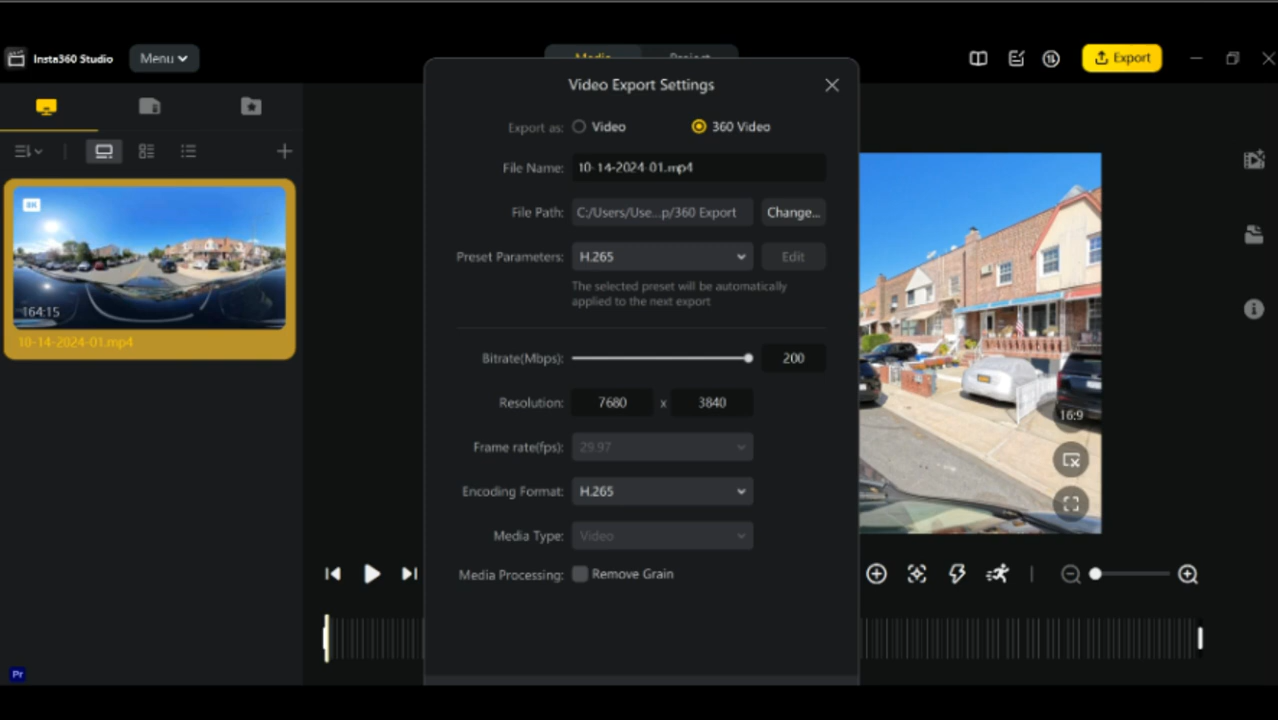 Insta360 Studio
Menu
Media
Project
Export
Video Export Settings
Export as: Video 360 Video
File Name: 10-14-2024-01.mp4
File Path: C:/Users/Use...p/360 Export Change...
Preset Parameters: H.265 Edit
The selected preset will be automatically
applied to the next export
Bitrate(Mbps): 200
Resolution: 7680 x 3840
Frame rate(fps): 29.97
Encoding Format: H.265
Media Type: Video
Media Processing: Remove Grain
8K
164:15
10-14-2024-01.mp4
16:9
Pr